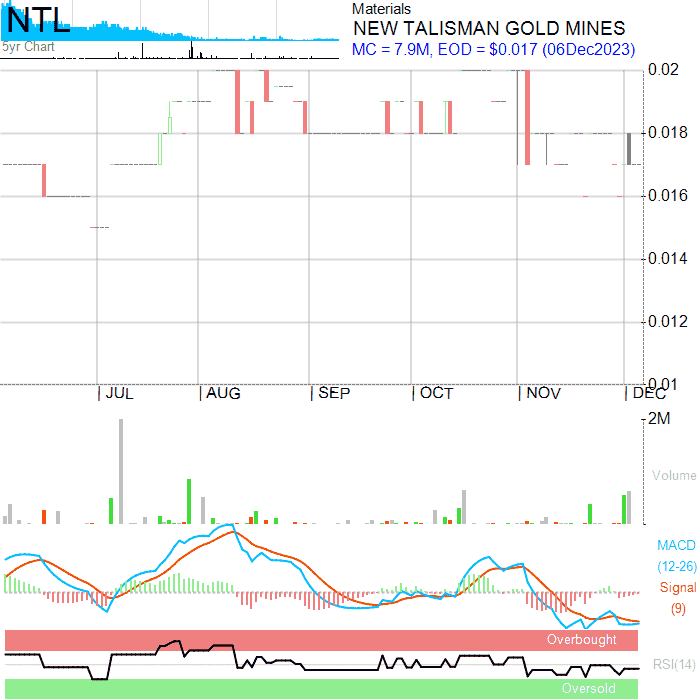 NTL
5yr Chart
Materials
NEW TALISMAN GOLD MINES
MC = 7.9M, EOD = $0.017 (06Dec2023)
0.02
0.018
0.016
0.014
0.012
0.01
JUL AUG SEP OCT NOV DEC
2M
Volume
MACD
(12-26)
Signal
(9)
Overbought
RSI(14)
Oversold